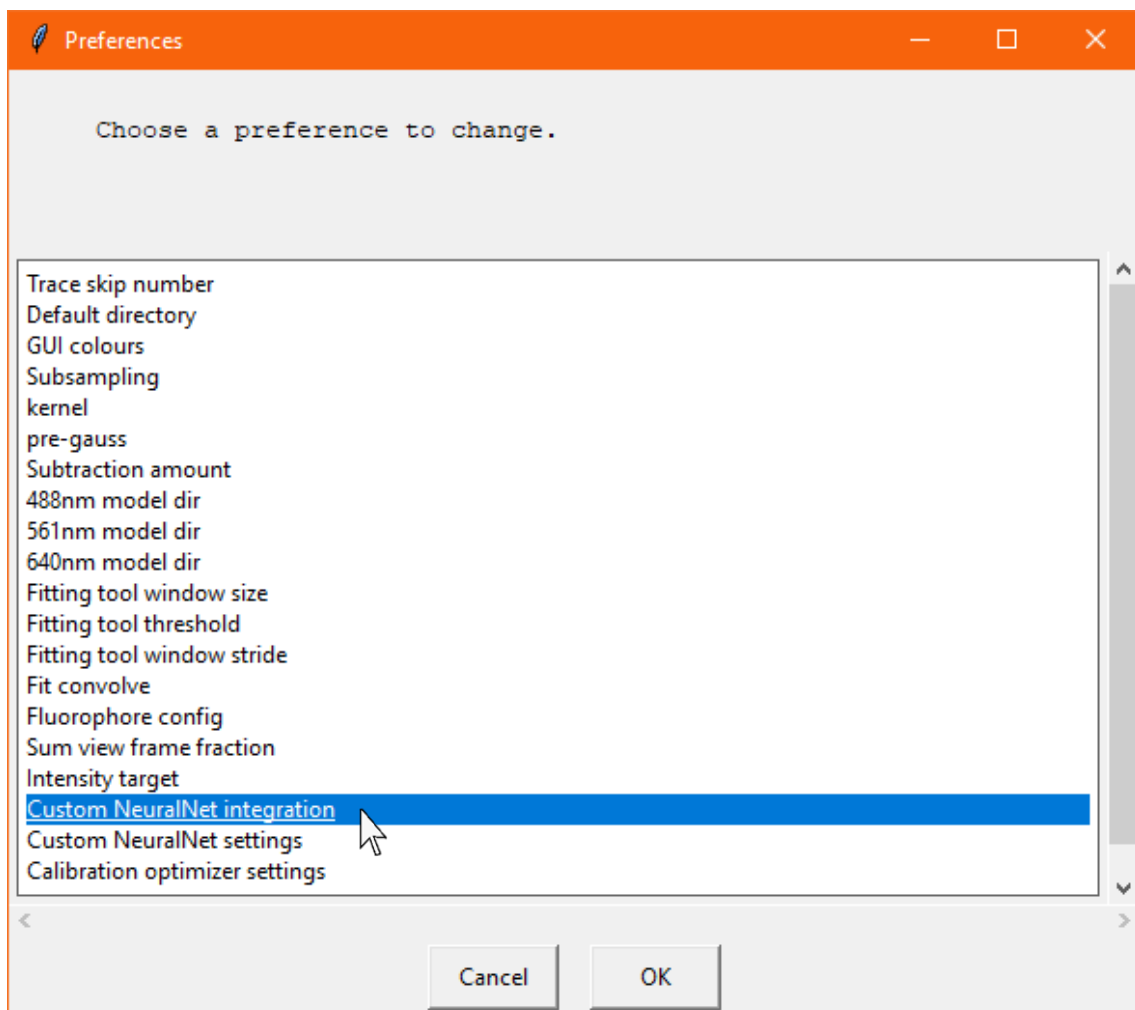 Preferences
Choose a preference to change.
Trace skip number
Default directory
GUI colours
Subsampling
kernel
pre-gauss
Subtraction amount
488nm model dir
561nm model dir
640nm model dir
Fitting tool window size
Fitting tool threshold
Fitting tool window stride
Fit convolve
Fluorophore config
Sum view frame fraction
Intensity target
Custom NeuralNet integration
Custom NeuralNet settings
Calibration optimizer settings
Cancel OK